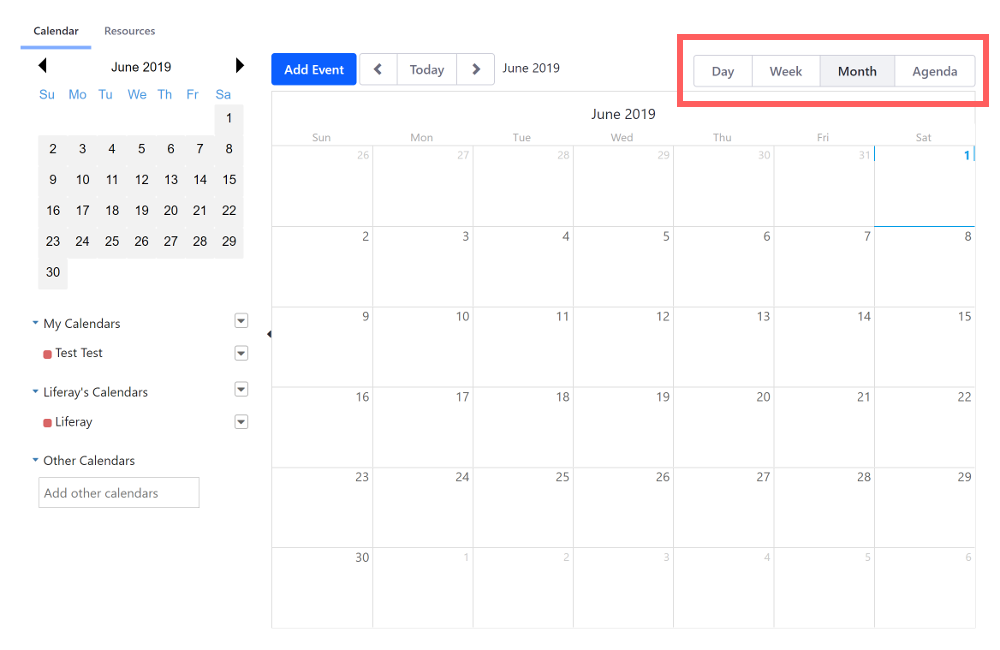 Calendar Resources
June 2019
Su Mo Tu We Th Fr Sa
1
2 3 4 5 6 7 8
9 10 11 12 13 14 15
16 17 18 19 20 21 22
23 24 25 26 27 28 29
30
My Calendars
Test Test
Liferay's Calendars
Liferay
Other Calendars
Add other calendars
Add Event Today June 2019 Day Week Month Agenda
June 2019
Sun Mon Tue Wed Thu Fri Sat
26 27 28 29 30 31 1
2 3 4 5 6 7 8
9 10 11 12 13 14 15
16 17 18 19 20 21 22
23 24 25 26 27 28 29
30 1 2 3 4 5 6